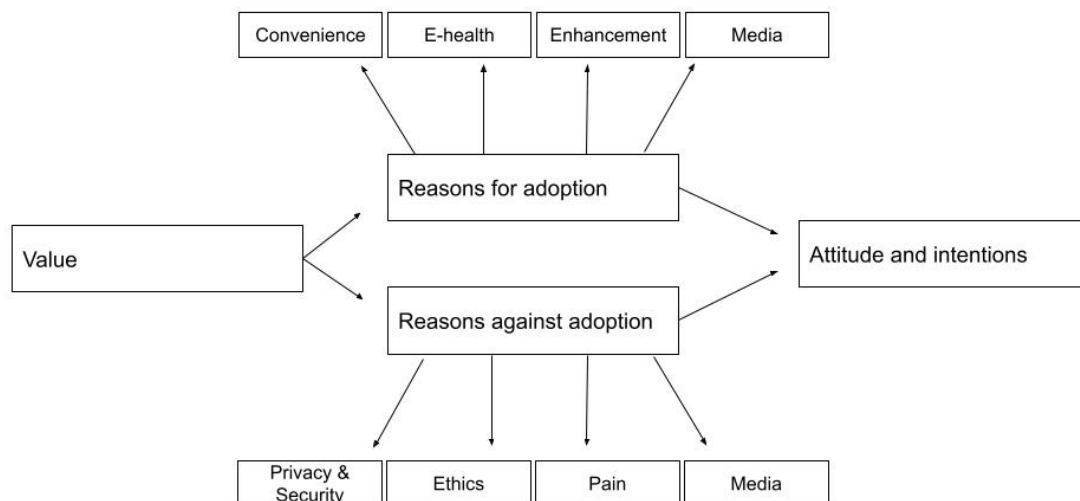 Convenience
E-health
Enhancement
Media
Reasons for adoption
Value
Attitude and intentions
Reasons against adoption
Privacy &
Security
Ethics
Pain
Media